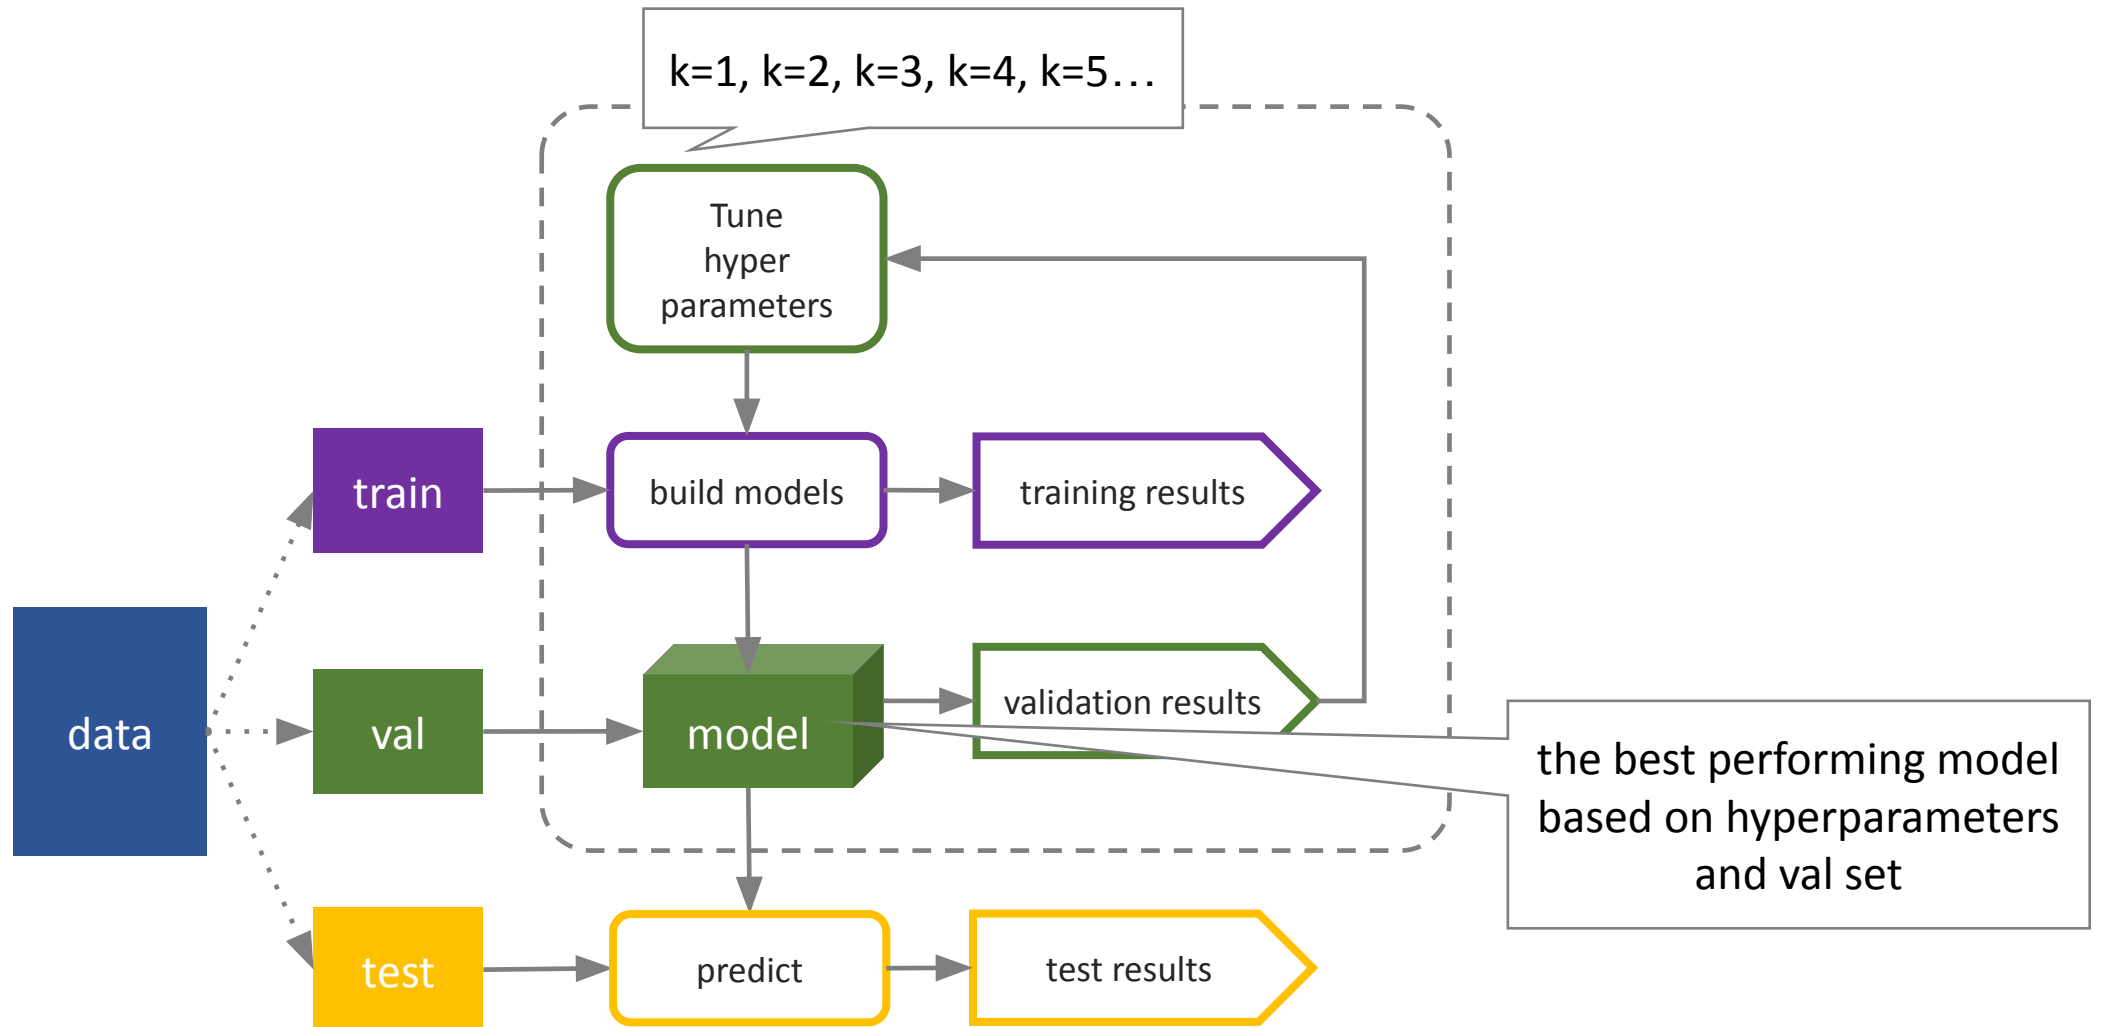 k=1, k=2, k=3, k=4, k=5…
Tune
hyper
parameters
train
build models
training results
data
val
model
validation results
the best performing model
based on hyperparameters
and val set
test
predict
test results